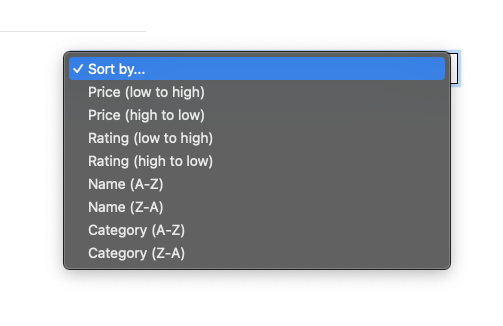 Sort by...
Price (low to high)
Price (high to low)
Rating (low to high)
Rating (high to low)
Name (A-Z)
Name (Z-A)
Category (A-Z)
Category (Z-A)